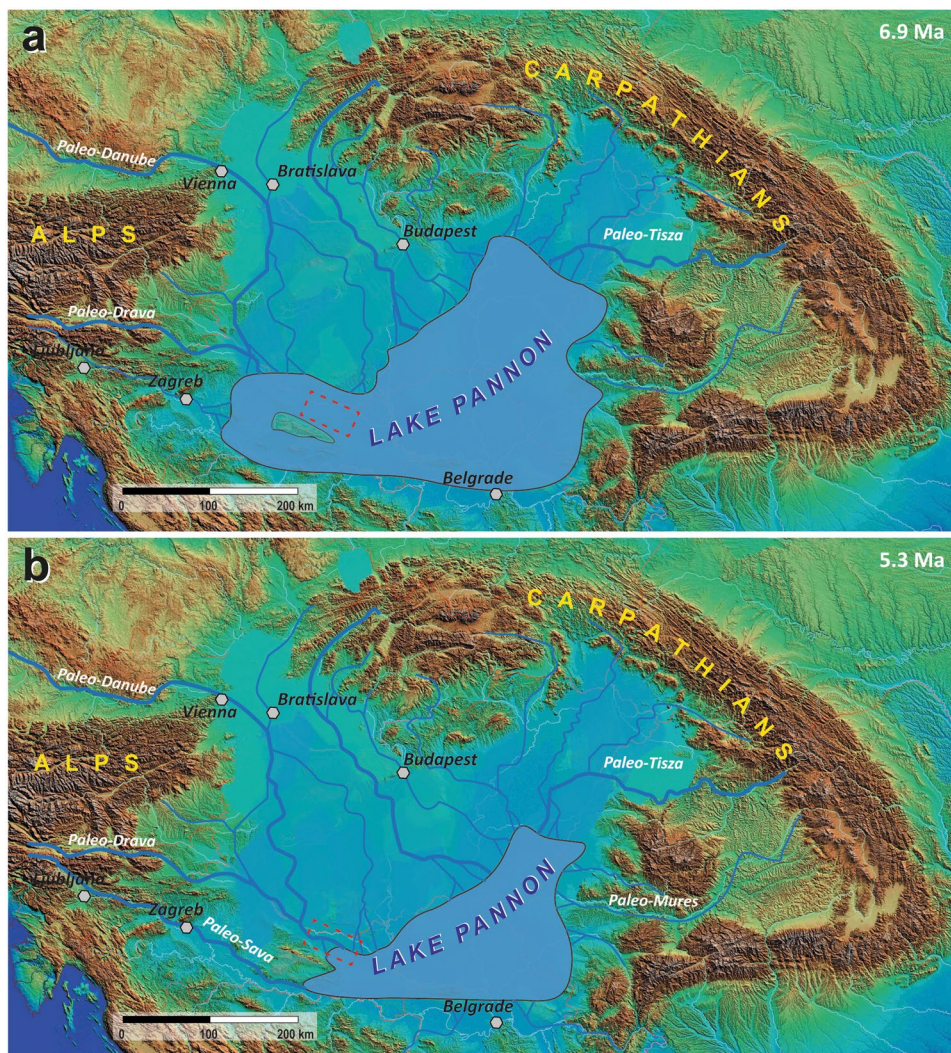 a
6.9 Ma
CARPATHIANS
Paleo-Danube
Vienna
Bratislava
ALPS
Budapest
Paleo-Tisza
Paleo-Drava
Ljubljana
Zagreb
LAKE PANNON
Belgrade
0 100 200 km
b
5.3 Ma
CARPATHIANS
Paleo-Danube
Vienna
Bratislava
ALPS
Budapest
Paleo-Tisza
Paleo-Drava
Ljubljana
Zagreb
Paleo-Sava
Paleo-Mures
LAKE PANNON
Belgrade
0 100 200 km